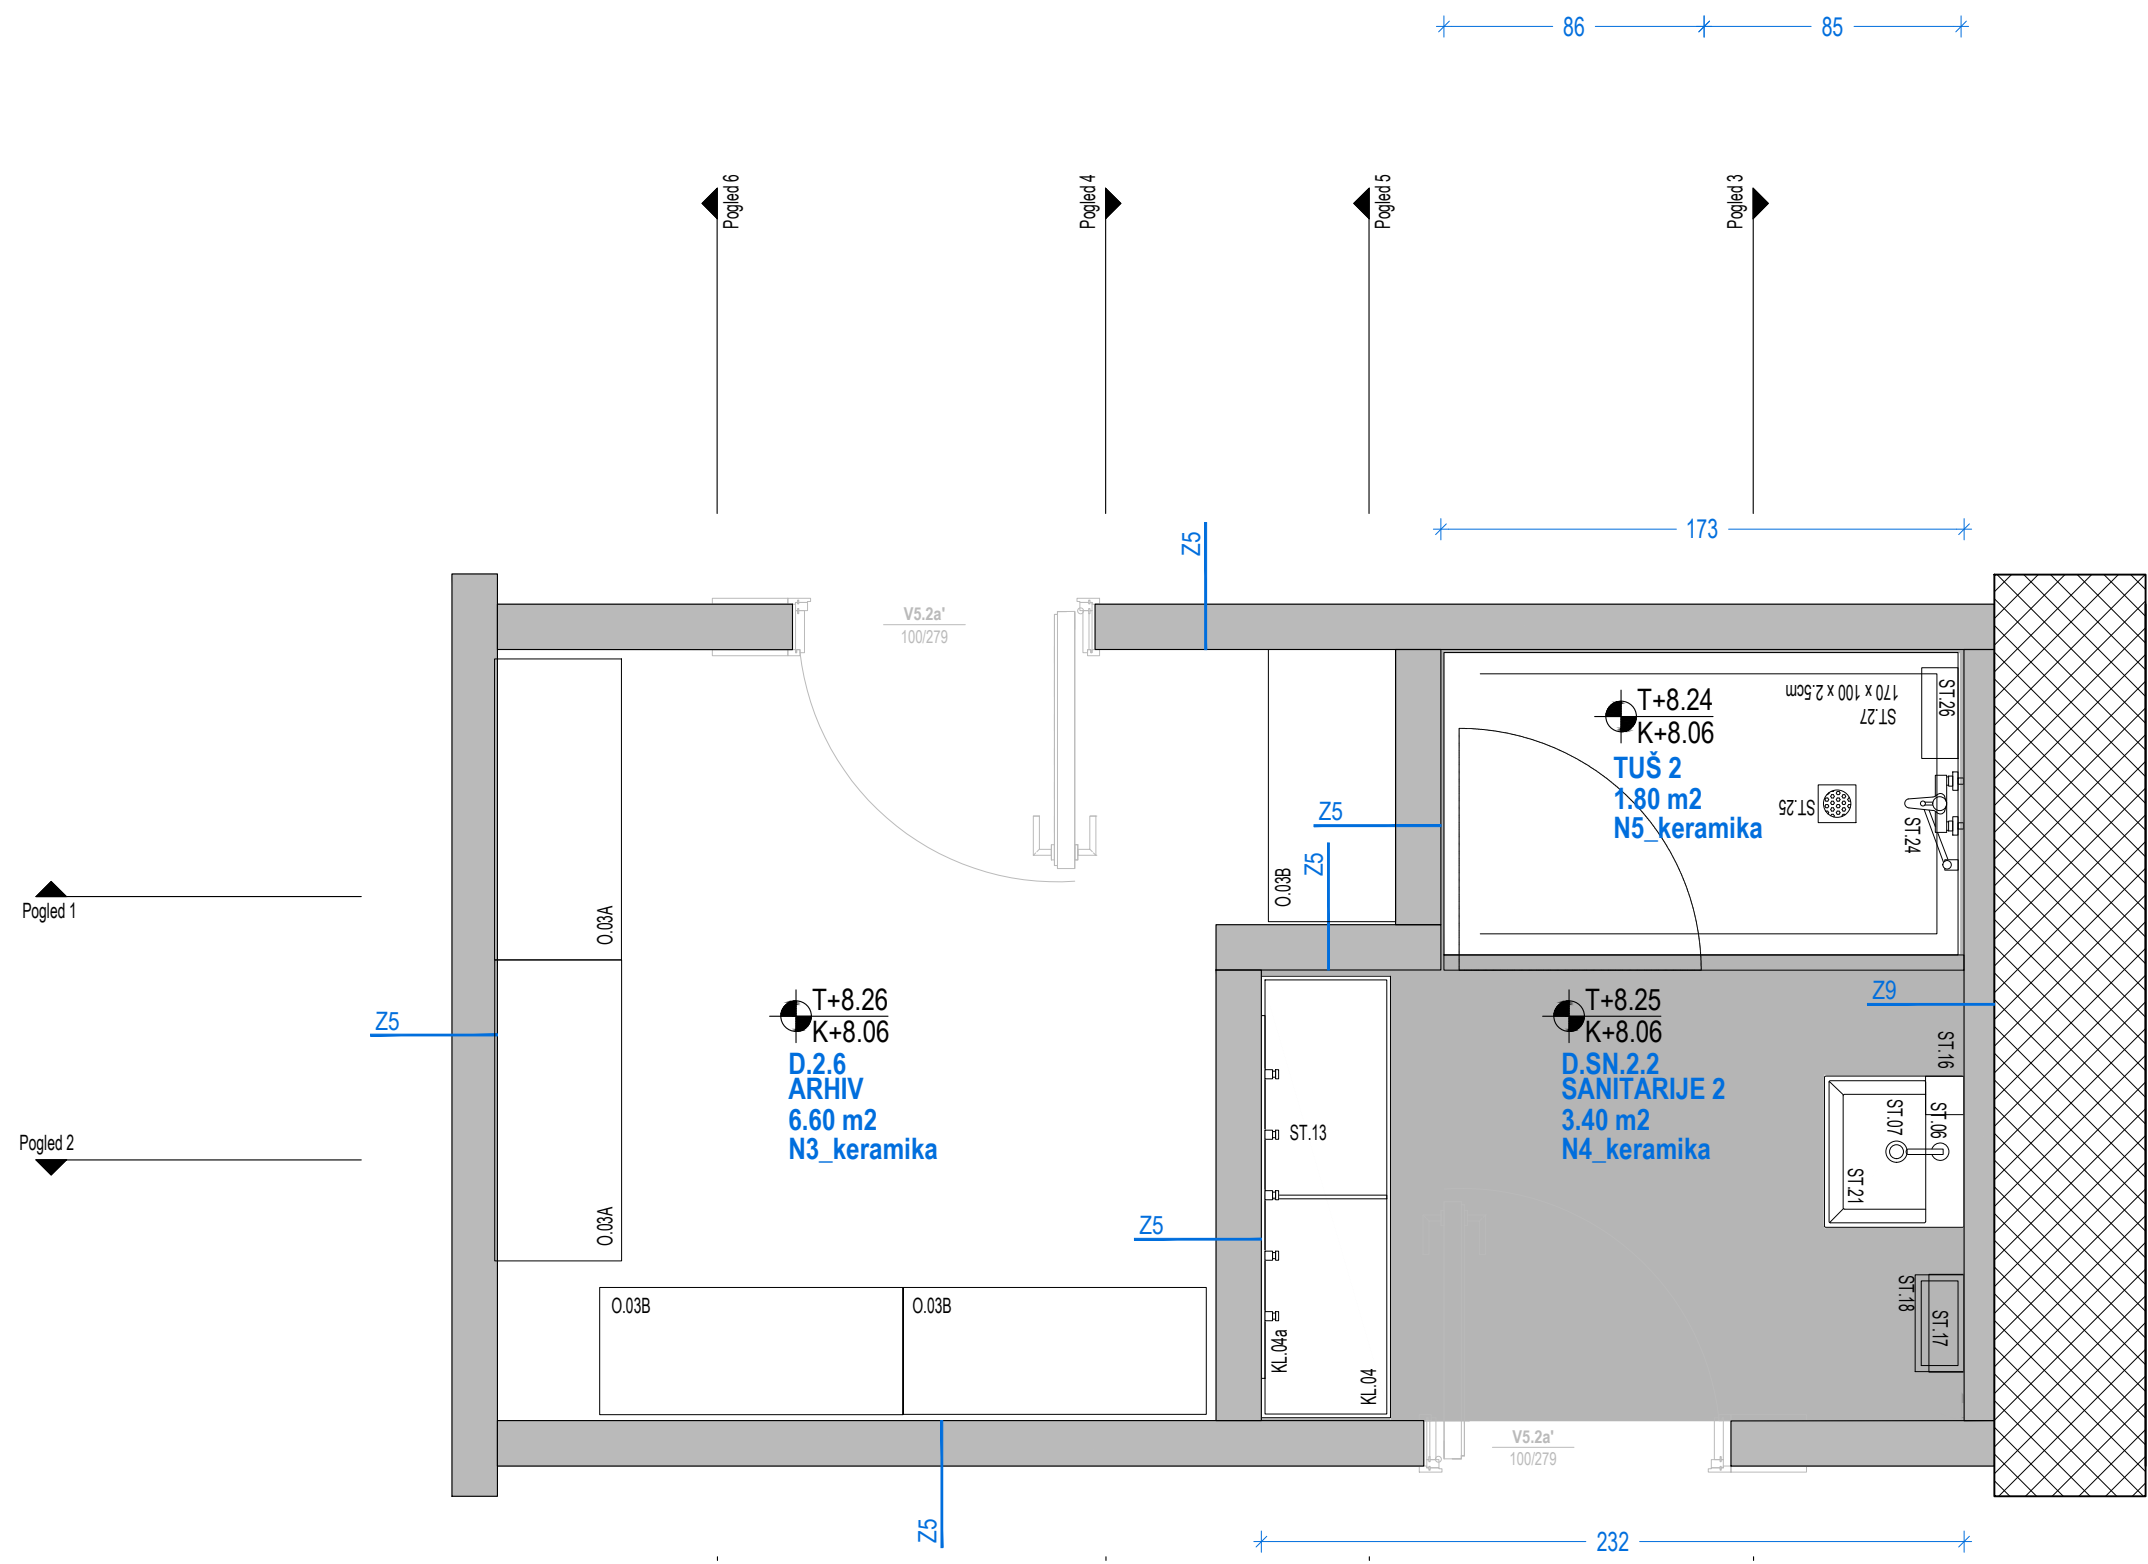 86
85
Pogled 6
Pogled 4
Pogled 5
Pogled 3
173
Z5
V5.2a'
100/279
T+8.24
K+8.06
TUŠ 2
1.80 m2
N5_keramika
ST.27
170 x 100 x 2.5cm
ST.26
ST.25
ST.24
Z5
Z5
O.03B
Pogled 1
O.03A
Z5
T+8.26
K+8.06
D.2.6
ARHIV
6.60 m2
N3_keramika
T+8.25
K+8.06
D.SN.2.2
SANITARIJE 2
3.40 m2
N4_keramika
Z9
ST.16
ST.07
ST.06
ST.21
ST.13
Pogled 2
O.03A
Z5
O.03B
O.03B
KL.04a
KL.04
ST.18
ST.17
V5.2a'
100/279
Z5
232